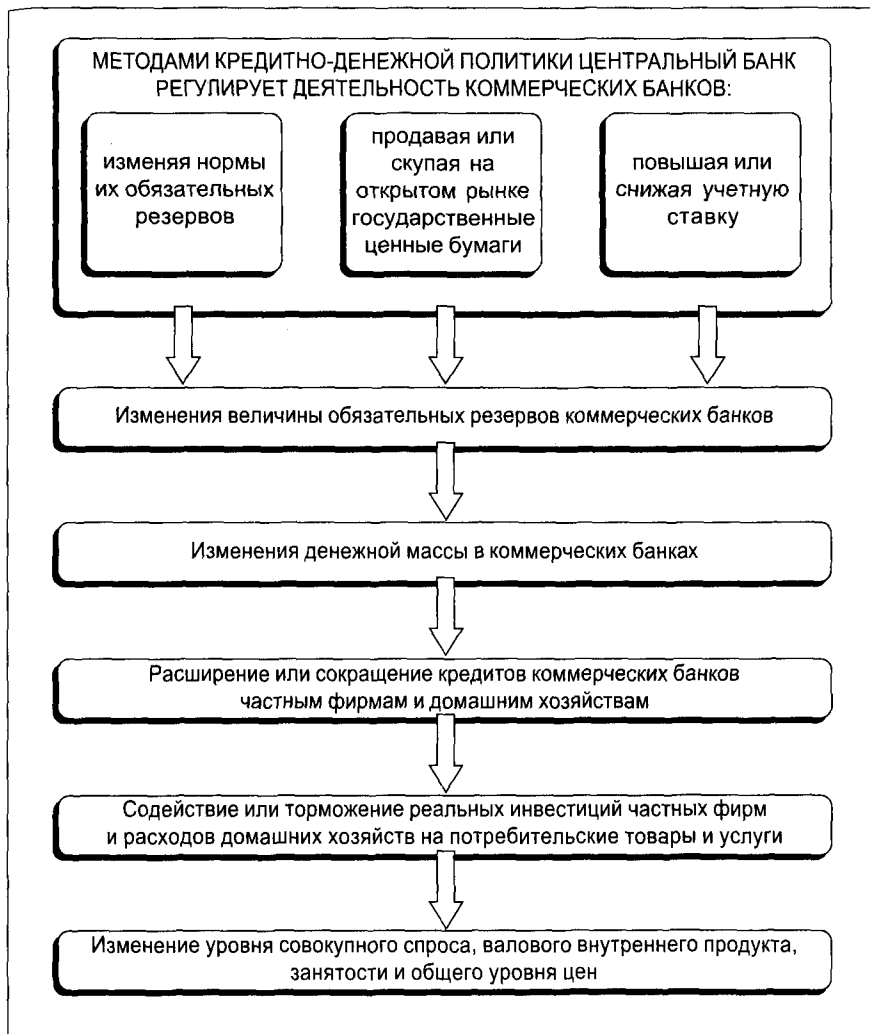 МЕТОДАМИ КРЕДИТНО-ДЕНЕЖНОЙ ПОЛИТИКИ ЦЕНТРАЛЬНЫЙ БАНК
РЕГУЛИРУЕТ ДЕЯТЕЛЬНОСТЬ КОММЕРЧЕСКИХ БАНКОВ:
изменяя нормы
их обязательных
резервов
продавая или
скупая на
открытом рынке
государственные
ценные бумаги
повышая или
снижая учетную
ставку
Изменения величины обязательных резервов коммерческих банков
Изменения денежной массы в коммерческих банках
Расширение или сокращение кредитов коммерческих банков
частным фирмам и домашним хозяйствам
Содействие или торможение реальных инвестиций частных фирм
и расходов домашних хозяйств на потребительские товары и услуги
Изменение уровня совокупного спроса, валового внутреннего продукта,
занятости и общего уровня цен